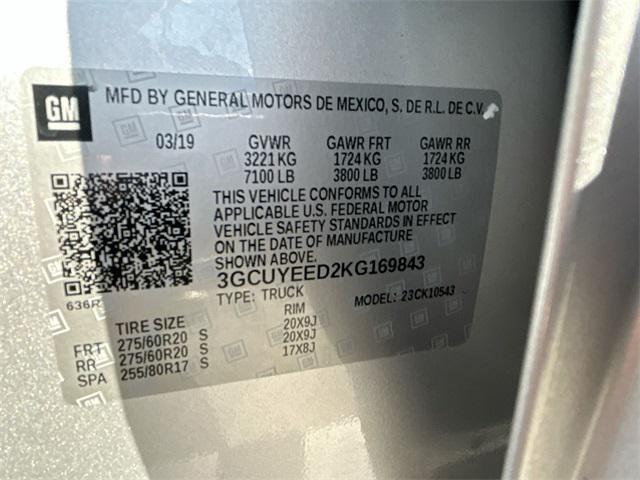 GM MFD BY GENERAL MOTORS DE MEXICO, S. DE R.L. DE C.V.
03/19 GVWR GAWR FRT GAWR RR
3221 KG 1724 KG 1724 KG
7100 LB 3800 LB 3800 LB
THIS VEHICLE CONFORMS TO ALL
APPLICABLE U.S. FEDERAL MOTOR
VEHICLE SAFETY STANDARDS IN EFFECT
ON THE DATE OF MANUFACTURE
SHOWN ABOVE.
3GCUYEED2KG169843
636R TYPE: TRUCK MODEL: 23CK10543
TIRE SIZE RIM
FRT 275/60R20 S 20X9J
RR 275/60R20 S 20X9J
SPA 255/80R17 S 17X8J